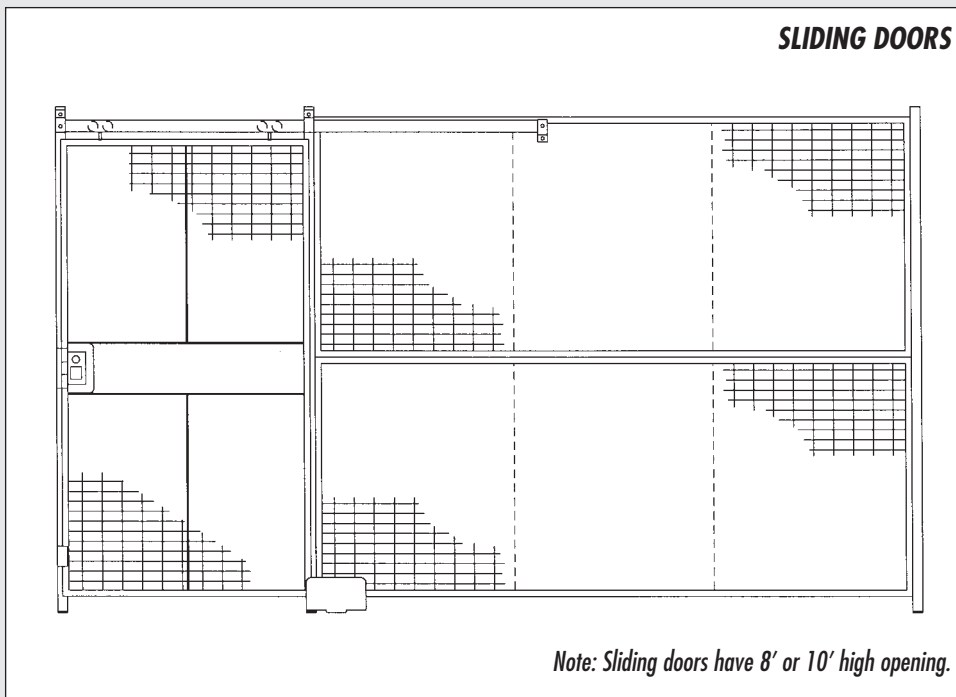 SLIDING DOORS
Note: Sliding doors have 8’ or 10’ high opening.